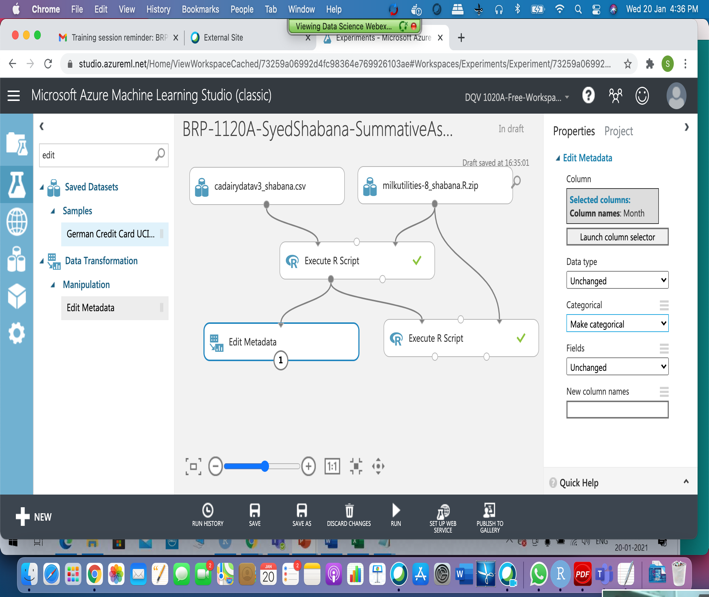 Chrome File Edit View History Bookmarks People Tab Window Help Wed 20 Jan 4:36 PM
Viewing Data Science Webex...
Training session reminder: BRP External Site Experiments - Microsoft Azure
studio.azureml.net/Home/ViewWorkspaceCached/73259a06992d4fc98364e769926103ae#Workspaces/Experiments/Experiment/73259a06992...
S
Microsoft Azure Machine Learning Studio (classic) DQV 1020A-Free-Workspa...
edit
Saved Datasets
Samples
German Credit Card UCI...
Data Transformation
Manipulation
Edit Metadata
BRP-1120A-SyedShabana-SummativeAs... In draft
Draft saved at 16:35:01
cadairydatav3_shabana.csv
milkutilities-8_shabana.R.zip
Execute R Script
Edit Metadata
1
Execute R Script
1:1
Properties Project
Edit Metadata
Column
Selected columns:
Column names: Month
Launch column selector
Data type
Unchanged
Categorical
Make categorical
Fields
Unchanged
New column names
Quick Help
NEW
RUN HISTORY
SAVE
SAVE AS
DISCARD CHANGES
RUN
SET UP WEB
SERVICE
PUBLISH TO
GALLERY
20-01-2021